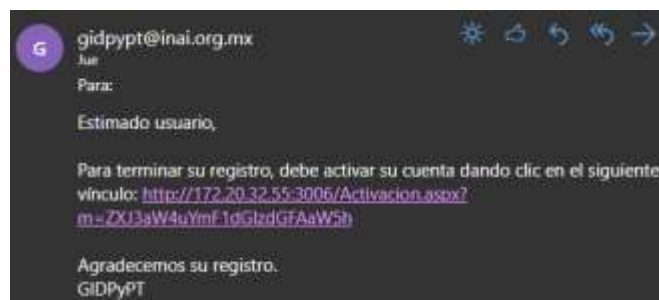 G
gidpypt@inai.org.mx
Jue
Para:
Estimado usuario,
Para terminar su registro, debe activar su cuenta dando clic en el siguiente
vínculo: http://172.20.32.55:3006/Activacion.aspx?
m=ZXJ3aW4uYmF1dGlzdGFAaW5h
Agradecemos su registro.
GIDPyPT